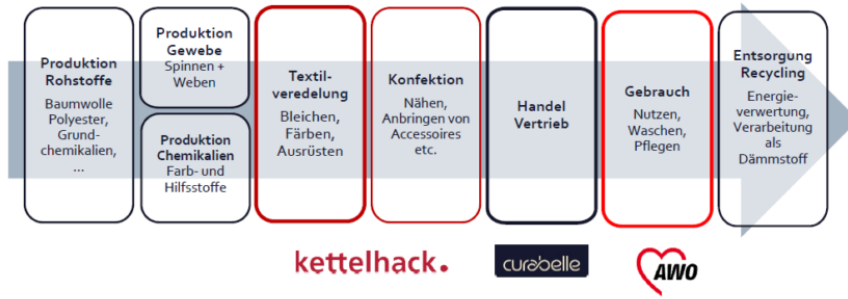 Produktion
Rohstoffe
Baumwolle
Polyester,
Grund-
chemikalien,
...
Produktion
Gewebe
Spinnen +
Weben
Produktion
Chemikalien
Farb- und
Hilfsstoffe
Textil-
veredelung
Bleichen,
Färben,
Ausrüsten
Konfektion
Nähen,
Anbringen von
Accessoires
etc.
Handel
Vertrieb
Gebrauch
Nutzen,
Waschen,
Pflegen
Entsorgung
Recycling
Energie-
verwertung,
Verarbeitung
als
Dämmstoff
kettelhack.
curabelle
AWO